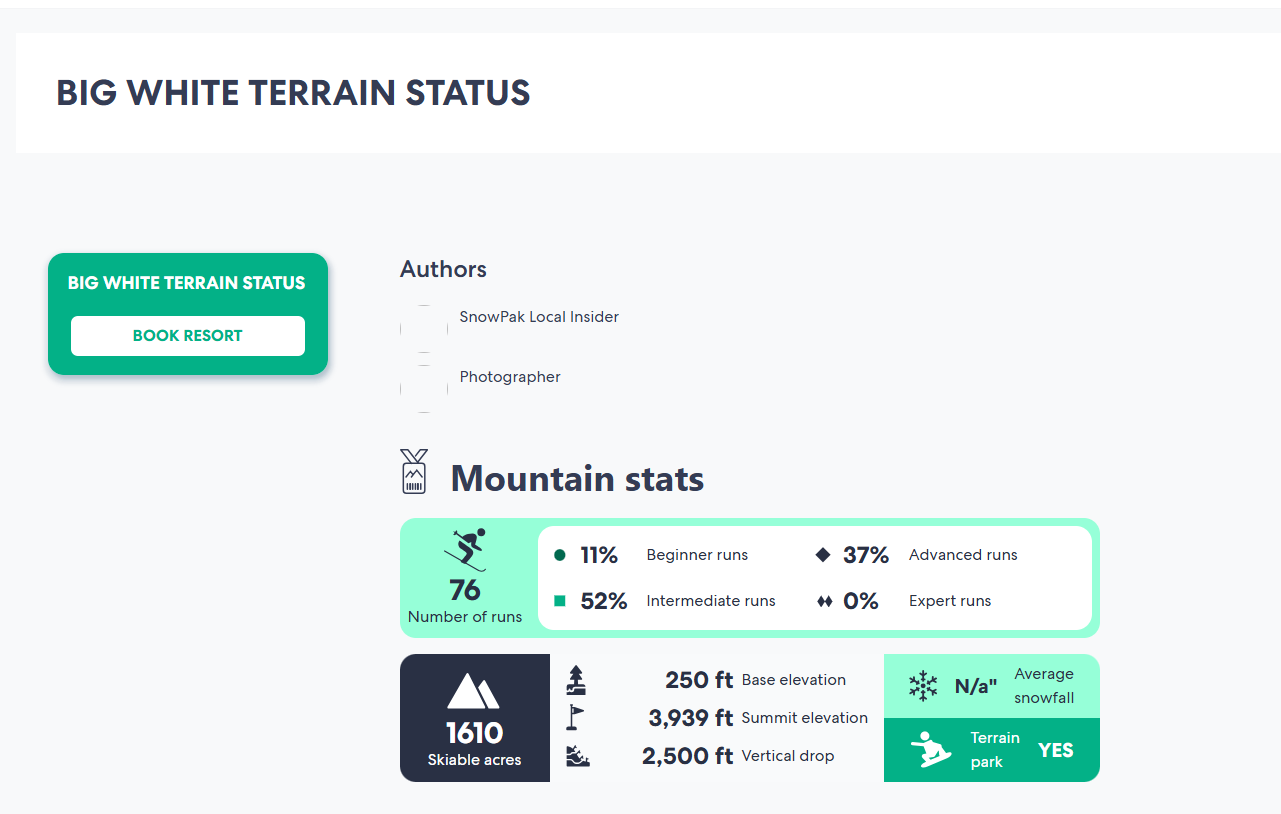 BIG WHITE TERRAIN STATUS
BIG WHITE TERRAIN STATUS
BOOK RESORT
Authors
SnowPak Local Insider
Photographer
Mountain stats
76
Number of runs
11% Beginner runs
37% Advanced runs
52% Intermediate runs
0% Expert runs
1610
Skiable acres
250 ft Base elevation
3,939 ft Summit elevation
2,500 ft Vertical drop
N/a" Average
snowfall
Terrain
park YES